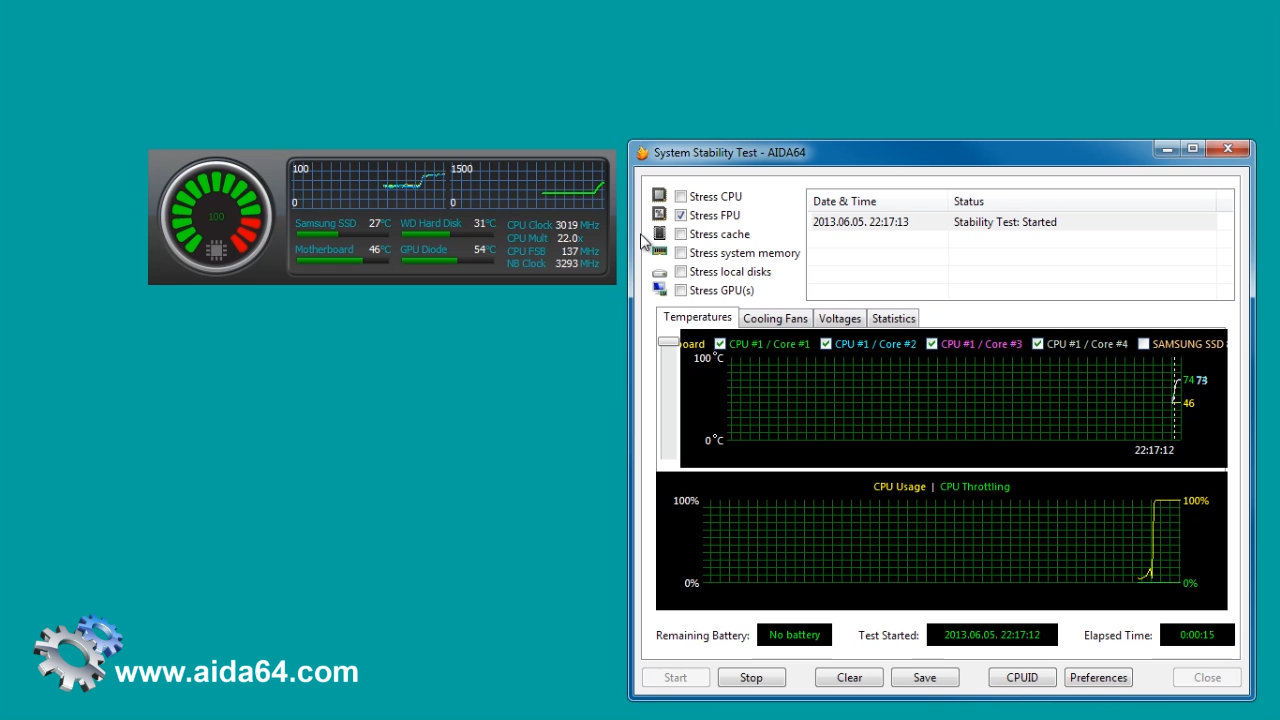 100
100
0
1500
0
Samsung SSD 27°C WD Hard Disk 31°C
Motherboard 46°C GPU Diode 54°C
CPU Clock 3019 MHz
CPU Mult 22.0x
CPU FSB 137 MHz
NB Clock 3293 MHz
System Stability Test - AIDA64
Stress CPU
Stress FPU
Stress cache
Stress system memory
Stress local disks
Stress GPU(s)
Date & Time Status
2013.06.05. 22:17:13 Stability Test: Started
Temperatures Cooling Fans Voltages Statistics
oard CPU #1 / Core #1 CPU #1 / Core #2 CPU #1 / Core #3 CPU #1 / Core #4 SAMSUNG SSD
100°C
74 73
46
0°C
22:17:12
CPU Usage | CPU Throttling
100% 100%
0% 0%
Remaining Battery: No battery Test Started: 2013.06.05. 22:17:12 Elapsed Time: 0:00:15
Start Stop Clear Save CPUID Preferences Close
www.aida64.com